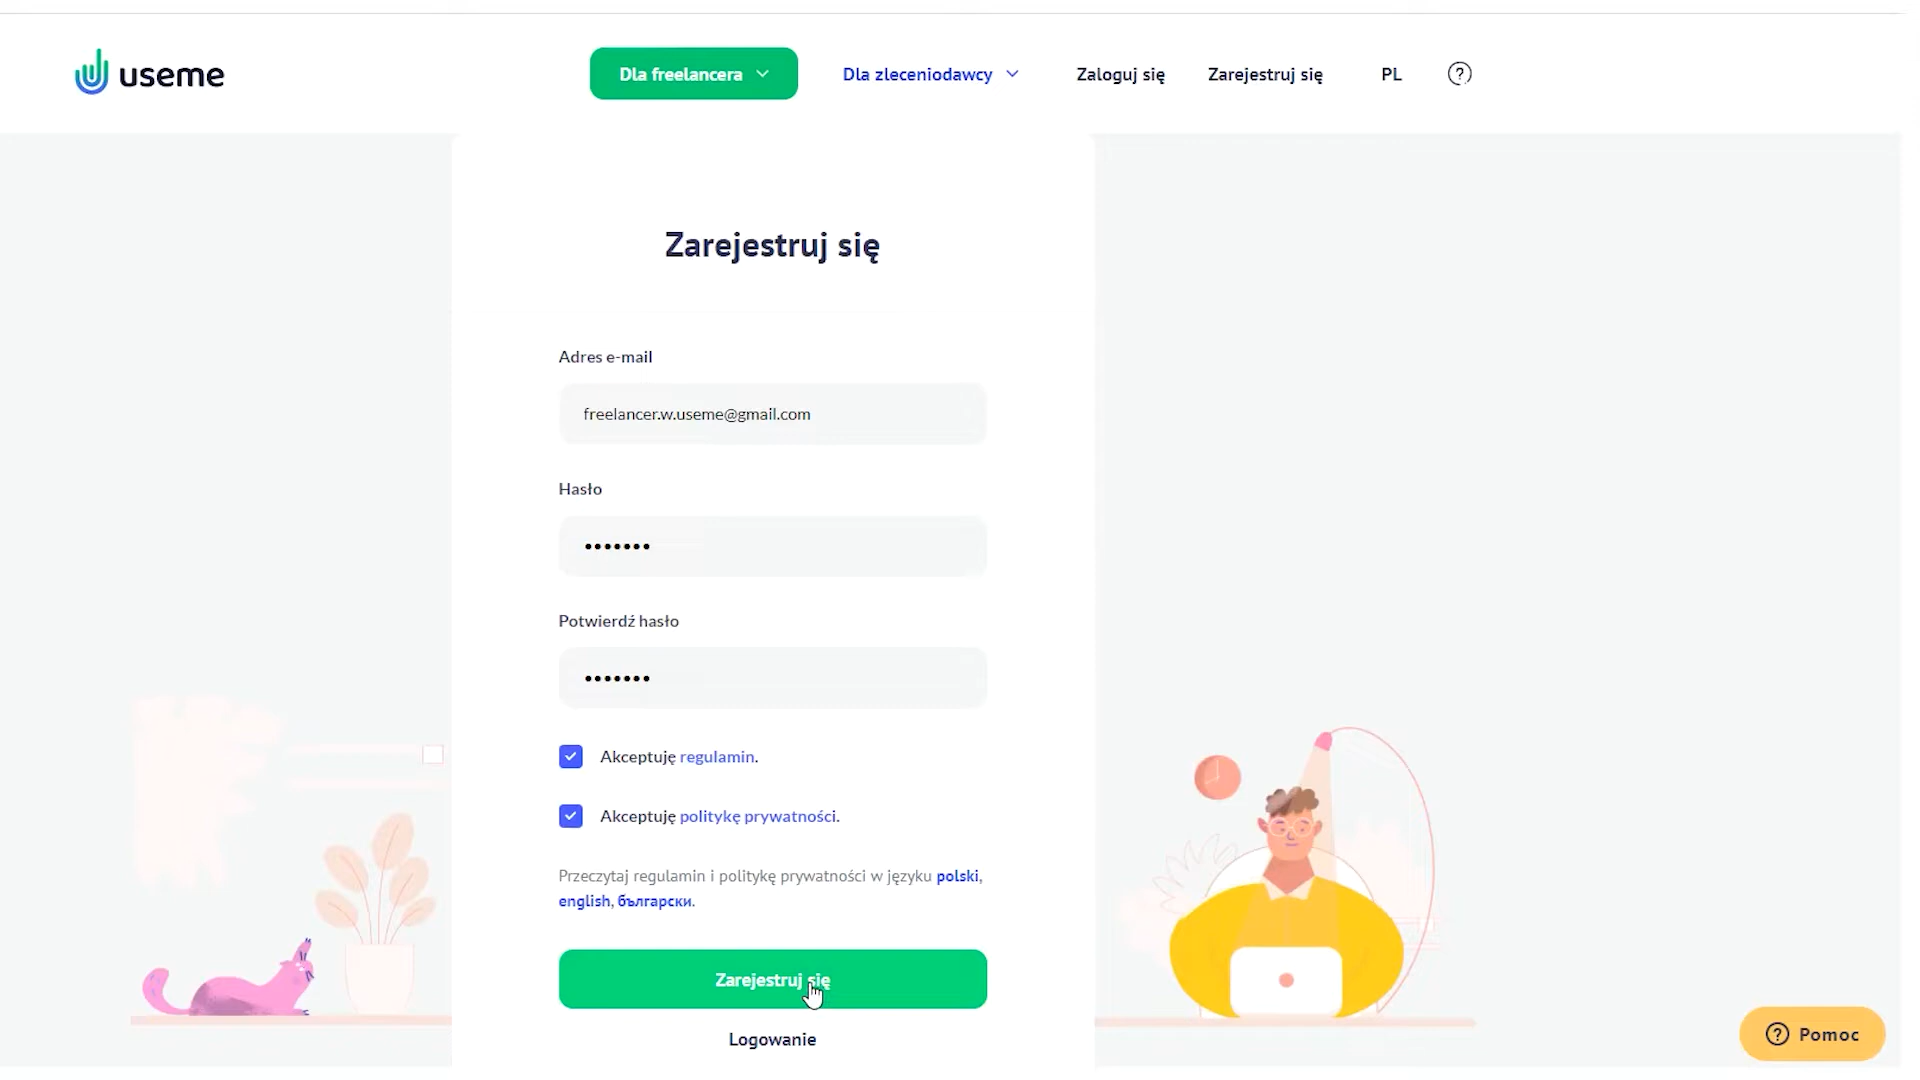 useme
Dla freelancera
Dla zleceniodawcy
Zaloguj się
Zarejestruj się
PL
?
Zarejestruj się
Adres e-mail
freelancer.w.useme@gmail.com
Hasło
•••••••
Potwierdź hasło
•••••••
Akceptuję regulamin.
Akceptuję politykę prywatności.
Przeczytaj regulamin i politykę prywatności w języku polski,
english, български.
Zarejestruj się
Logowanie
? Pomoc